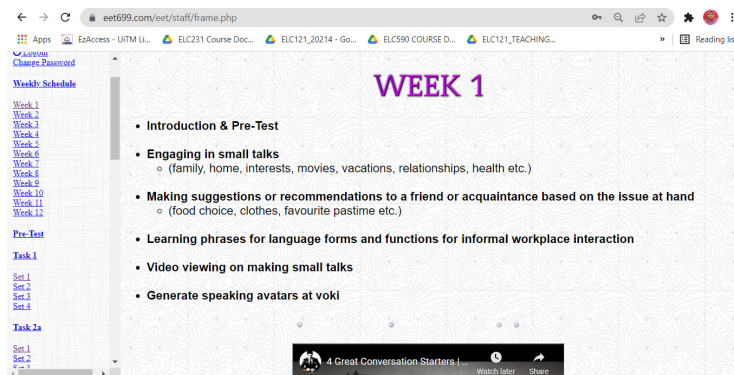 eet699.com/eet/staff/frame.php
Apps EzAccess - UiTM Li... ELC231 Course Doc... ELC121_20214 - Go... ELC590 COURSE D... ELC121_TEACHING... » Reading lis
Logout
Change Password
Weekly Schedule
Week 1
Week 2
Week 3
Week 4
Week 5
Week 6
Week 7
Week 8
Week 9
Week 10
Week 11
Week 12
Pre-Test
Task 1
Set 1
Set 2
Set 3
Set 4
Task 2a
Set 1
Set 2
Set 3
WEEK 1
• Introduction & Pre-Test
• Engaging in small talks
○ (family, home, interests, movies, vacations, relationships, health etc.)
• Making suggestions or recommendations to a friend or acquaintance based on the issue at hand
○ (food choice, clothes, favourite pastime etc.)
• Learning phrases for language forms and functions for informal workplace interaction
• Video viewing on making small talks
• Generate speaking avatars at voki
4 Great Conversation Starters | ...
Watch later Share